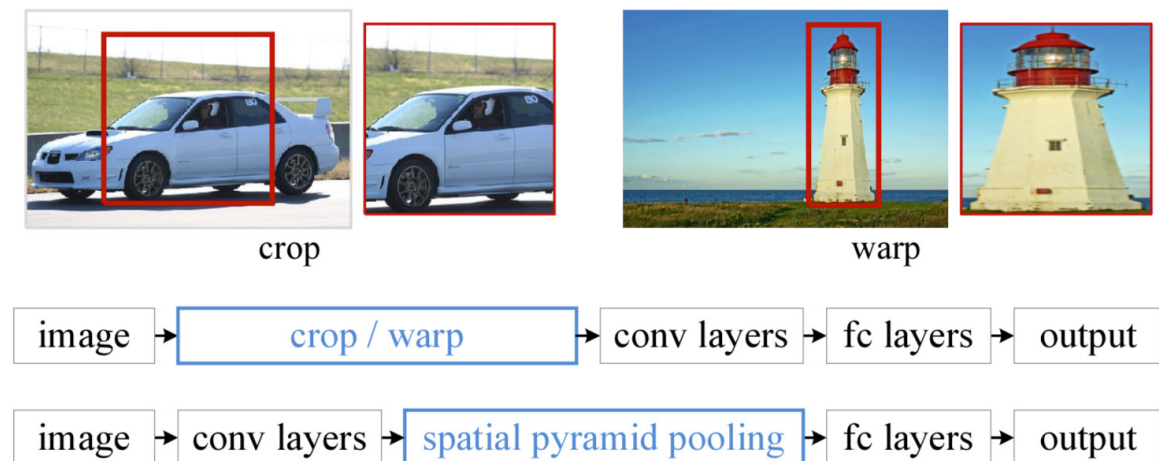 crop
warp
image
crop / warp
conv layers
fc layers
output
image
conv layers
spatial pyramid pooling
fc layers
output